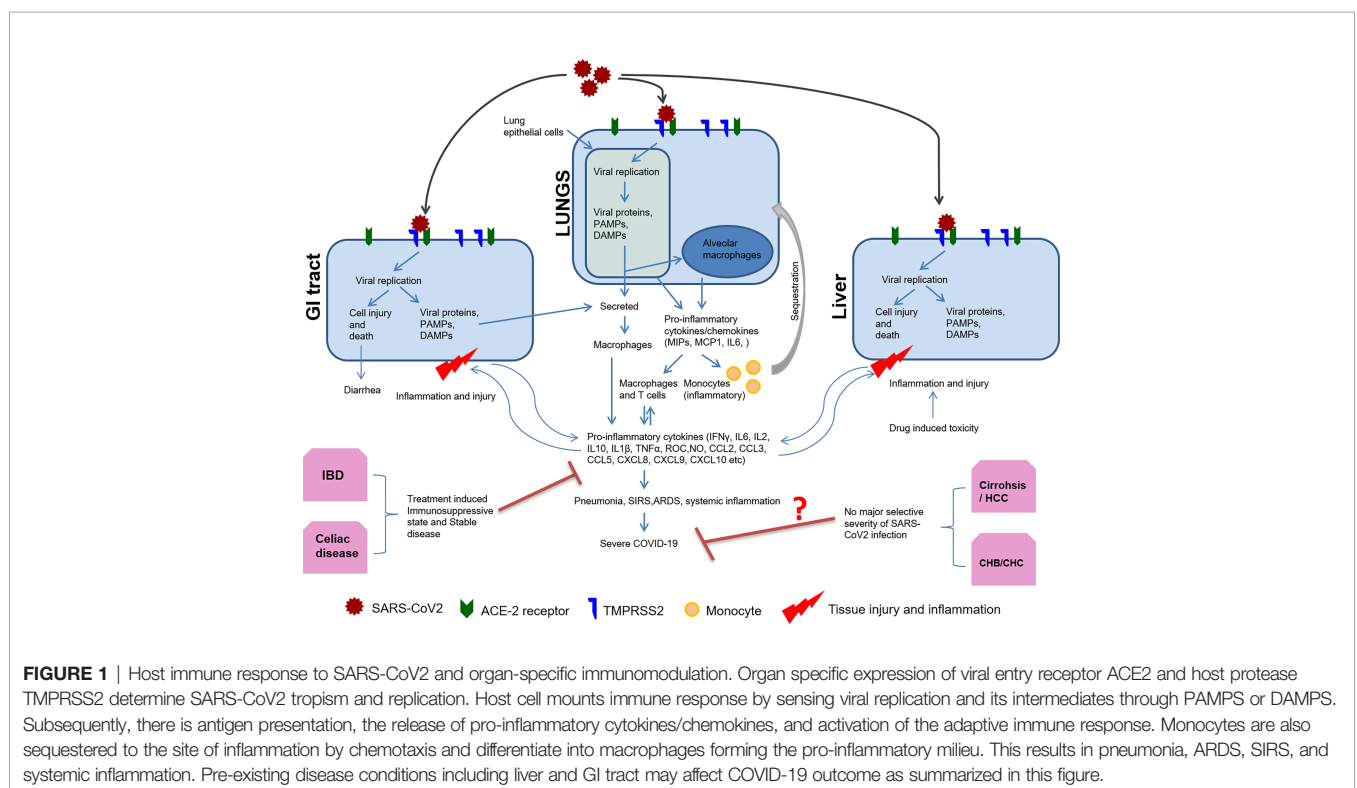 Lung
epithelial cells
LUNGS
Viral replication
Viral proteins,
PAMPs,
DAMPs
Alveolar
macrophages
Sequestration
GI tract
Viral replication
Cell injury
and
death
Viral proteins,
PAMPs,
DAMPs
Diarrhea
Inflammation and injury
Secreted
Macrophages
Pro-inflammatory
cytokines/chemokines
(MIPs, MCP1, IL6, )
Macrophages
and T cells
Monocytes
(inflammatory)
Liver
Viral replication
Cell injury
and
death
Viral proteins,
PAMPs,
DAMPs
Inflammation and injury
Drug induced toxicity
Pro-inflammatory cytokines (IFNγ, IL6, IL2,
IL10, IL1β, TNFα, ROC,NO, CCL2, CCL3,
CCL5, CXCL8, CXCL9, CXCL10 etc)
Pneumonia, SIRS,ARDS, systemic inflammation
Severe COVID-19
IBD
Celiac
disease
Treatment induced
Immunosuppressive
state and Stable
disease
?
No major selective
severity of SARS-
CoV2 infection
Cirrohsis
/ HCC
CHB/CHC
SARS-CoV2
ACE-2 receptor
TMPRSS2
Monocyte
Tissue injury and inflammation
FIGURE 1 | Host immune response to SARS-CoV2 and organ-specific immunomodulation. Organ specific expression of viral entry receptor ACE2 and host protease
TMPRSS2 determine SARS-CoV2 tropism and replication. Host cell mounts immune response by sensing viral replication and its intermediates through PAMPS or DAMPS.
Subsequently, there is antigen presentation, the release of pro-inflammatory cytokines/chemokines, and activation of the adaptive immune response. Monocytes are also
sequestered to the site of inflammation by chemotaxis and differentiate into macrophages forming the pro-inflammatory milieu. This results in pneumonia, ARDS, SIRS, and
systemic inflammation. Pre-existing disease conditions including liver and GI tract may affect COVID-19 outcome as summarized in this figure.